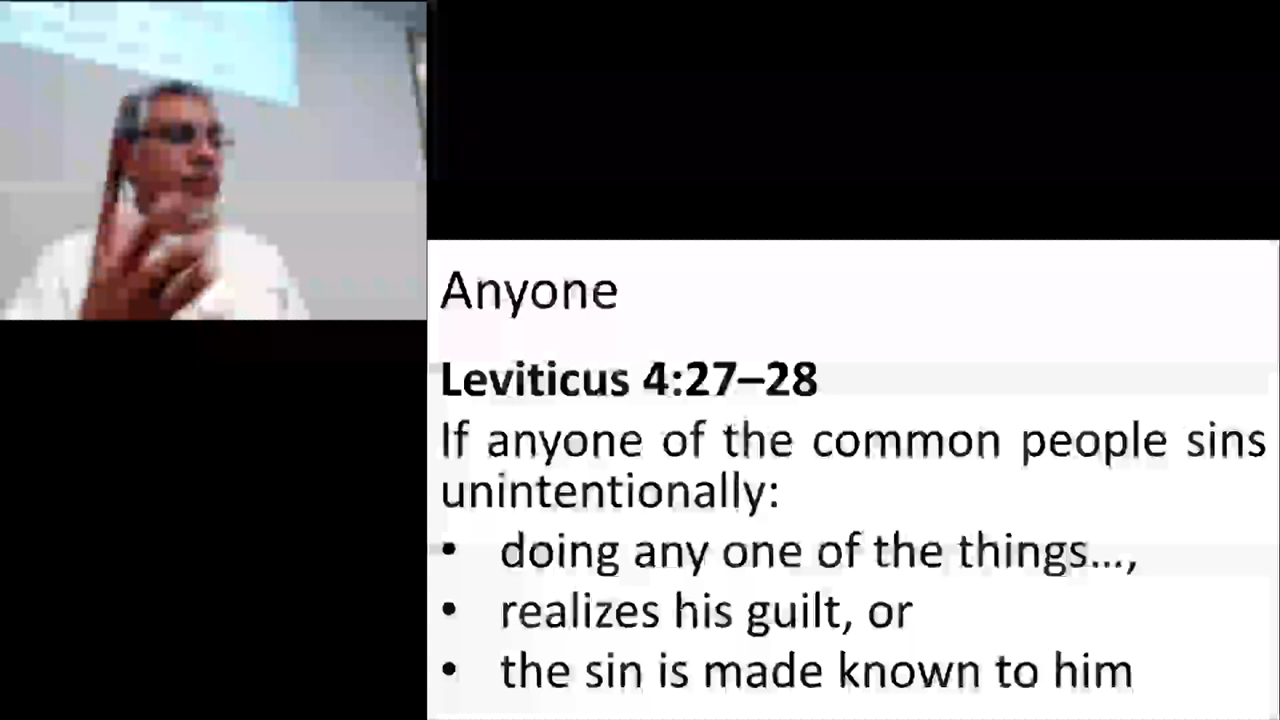 Anyone
Leviticus 4:27–28
If anyone of the common people sins
unintentionally:
• doing any one of the things...,
• realizes his guilt, or
• the sin is made known to him